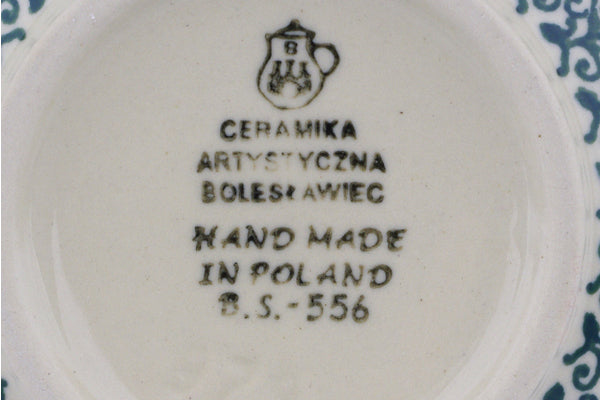 B
CERAMIKA
ARTYSTYCZNA
BOLESŁAWIEC
HAND MADE
IN POLAND
B.S.-556